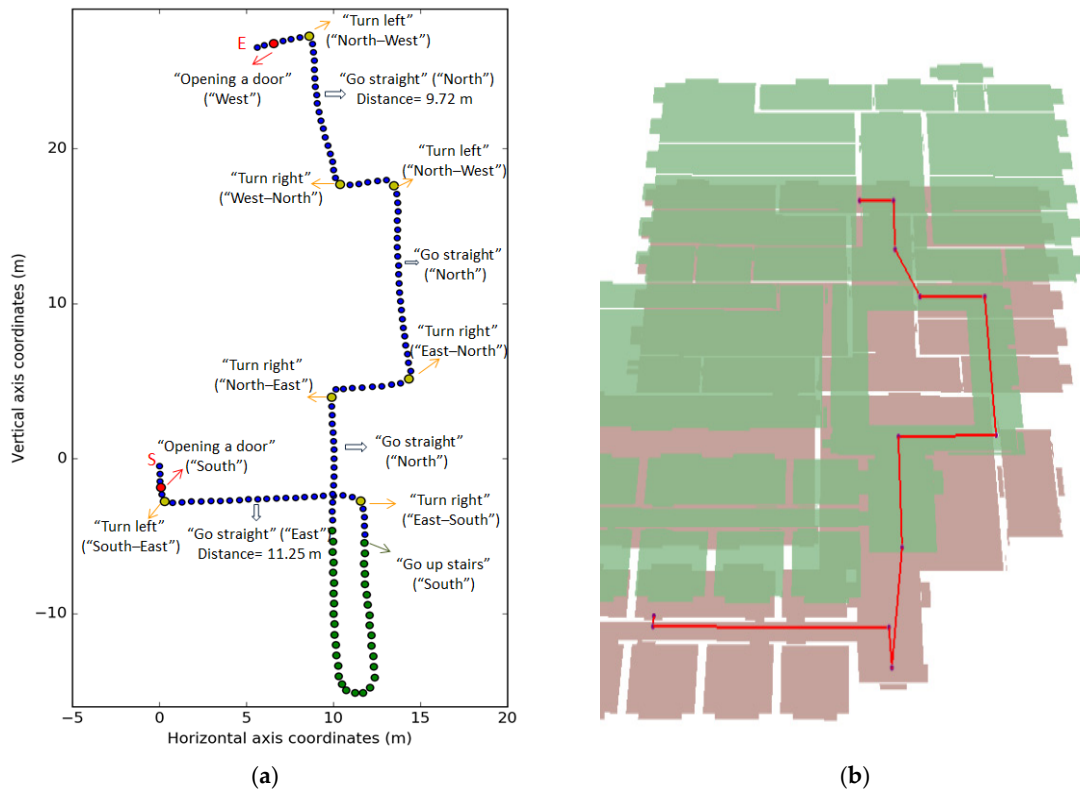 “Turn left”
(“North–West”)
E
“Opening a door”
(“West”)
“Go straight” (“North”)
Distance= 9.72 m
20
“Turn left”
(“North–West”)
“Turn right”
(“West–North”)
“Go straight”
(“North”)
10
“Turn right”
(“East–North”)
“Turn right”
(“North–East”)
“Go straight”
(“North”)
0
S
“Opening a door”
(“South”)
“Turn left”
(“South–East”)
“Go straight” (“East”)
Distance= 11.25 m
“Turn right”
(“East–South”)
“Go up stairs”
(“South”)
−10
−5
0
5
10
15
20
Vertical axis coordinates (m)
Horizontal axis coordinates (m)
(a)
(b)